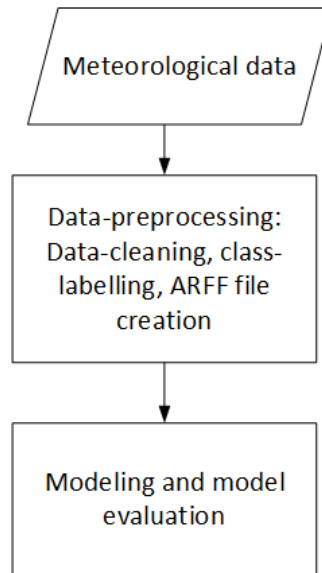 Meteorological data
Data-preprocessing:
Data-cleaning, class-
labelling, ARFF file
creation
Modeling and model
evaluation